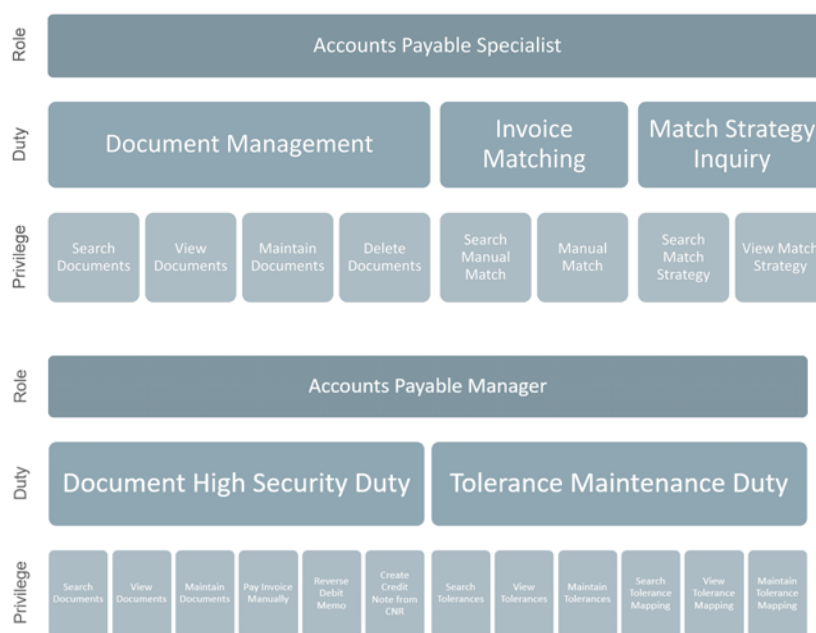 Role
Accounts Payable Specialist
Duty
Document Management
Invoice
Matching
Match Strategy
Inquiry
Privilege
Search
Documents
View
Documents
Maintain
Documents
Delete
Documents
Search
Manual
Match
Manual
Match
Search
Match
Strategy
View Match
Strategy
Role
Accounts Payable Manager
Duty
Document High Security Duty
Tolerance Maintenance Duty
Privilege
Search
Documents
View
Documents
Maintain
Documents
Pay Invoice
Manually
Reverse
Debit
Memo
Create
Credit
Note from
CNR
Search
Tolerances
View
Tolerances
Maintain
Tolerances
Search
Tolerance
Mapping
View
Tolerance
Mapping
Maintain
Tolerance
Mapping